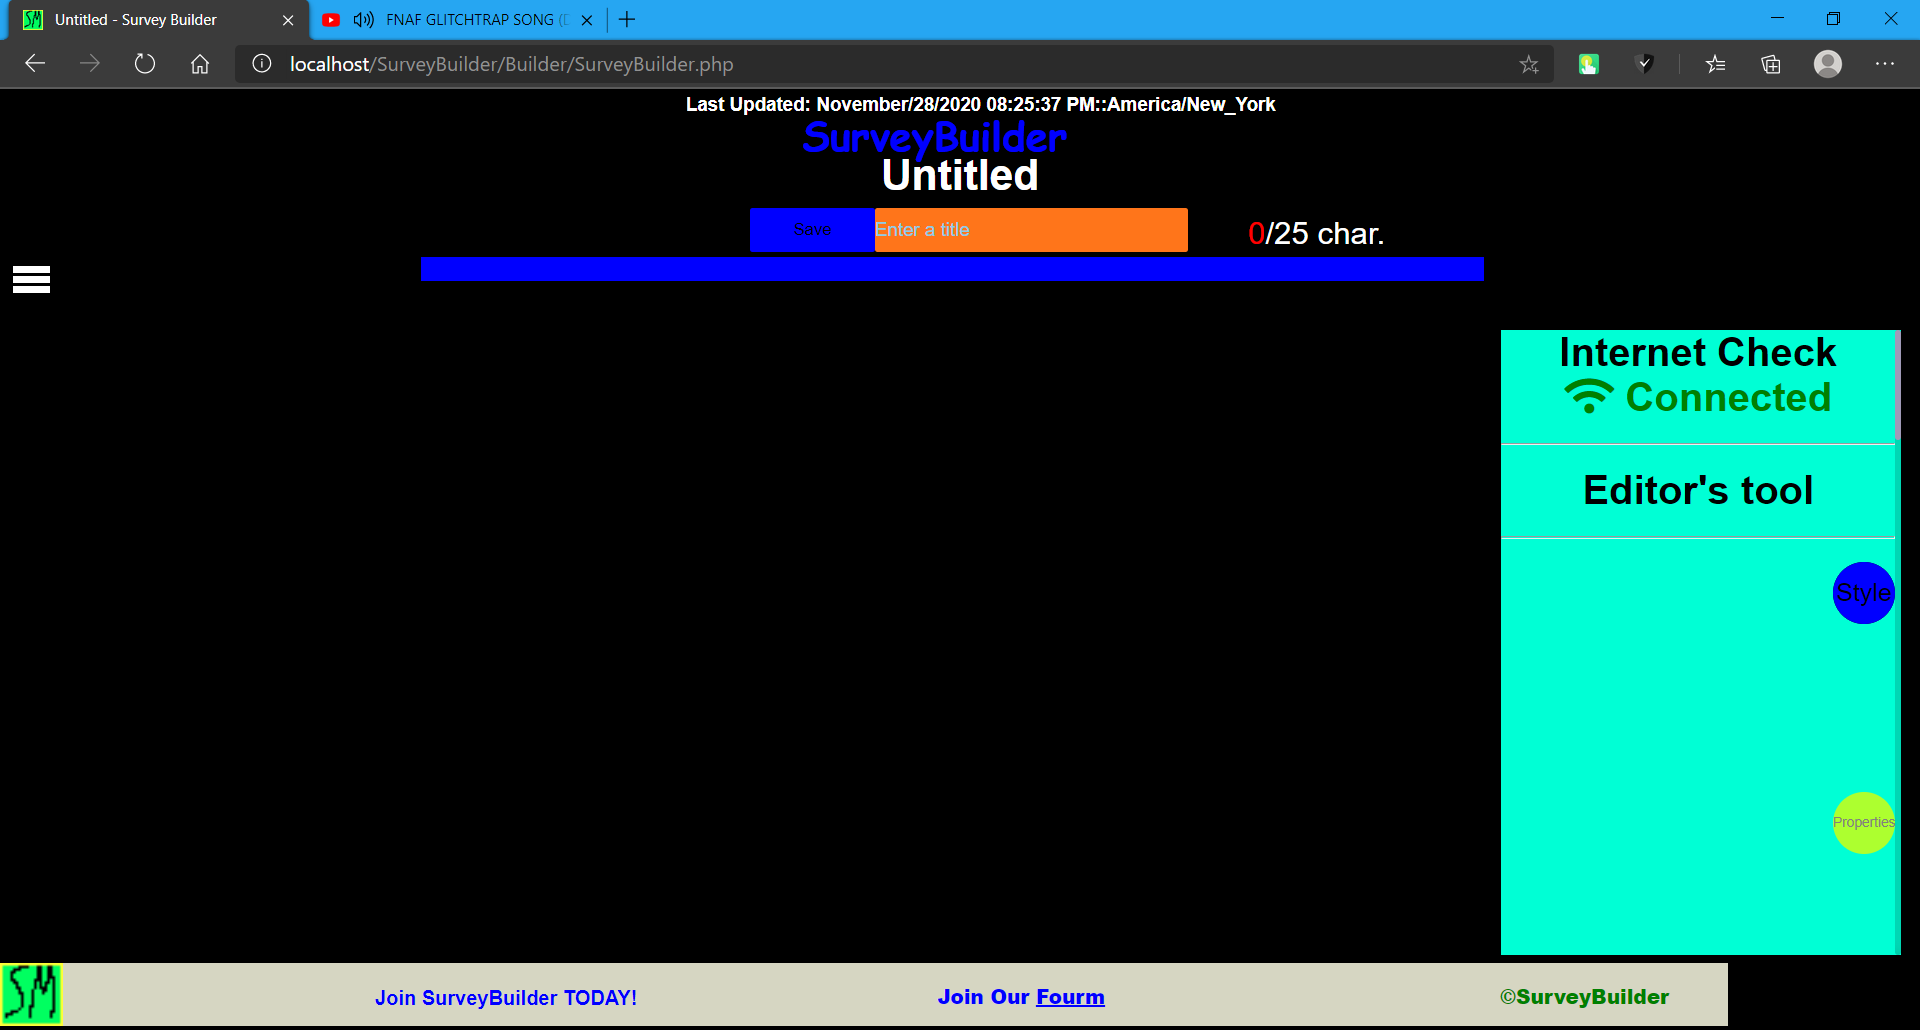 Untitled - Survey Builder
FNAF GLITCHTRAP SONG
localhost/SurveyBuilder/Builder/SurveyBuilder.php
Last Updated: November/28/2020 08:25:37 PM::America/New_York
SurveyBuilder
Untitled
Save Enter a title 0/25 char.
Internet Check
Connected
Editor's tool
Style
Properties
SM Join SurveyBuilder TODAY! Join Our Fourm ©SurveyBuilder